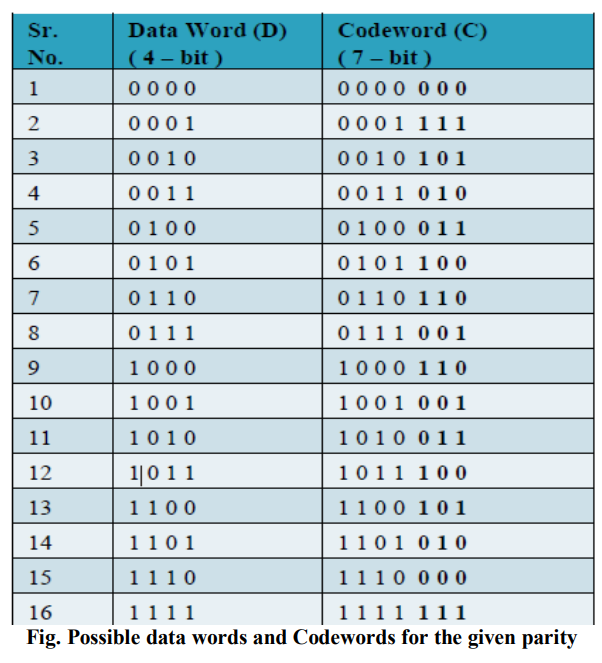 Sr. Data Word (D) Codeword (C)
No. ( 4 – bit ) ( 7 – bit )
1 0 0 0 0 0 0 0 0 0 0 0
2 0 0 0 1 0 0 0 1 1 1 1
3 0 0 1 0 0 0 1 0 1 0 1
4 0 0 1 1 0 0 1 1 0 1 0
5 0 1 0 0 0 1 0 0 0 1 1
6 0 1 0 1 0 1 0 1 1 0 0
7 0 1 1 0 0 1 1 0 1 1 0
8 0 1 1 1 0 1 1 1 0 0 1
9 1 0 0 0 1 0 0 0 1 1 0
10 1 0 0 1 1 0 0 1 0 0 1
11 1 0 1 0 1 0 1 0 0 1 1
12 1 0 1 1 1 0 1 1 1 0 0
13 1 1 0 0 1 1 0 0 1 0 1
14 1 1 0 1 1 1 0 1 0 1 0
15 1 1 1 0 1 1 1 0 0 0 0
16 1 1 1 1 1 1 1 1 1 1 1
Fig. Possible data words and Codewords for the given parity